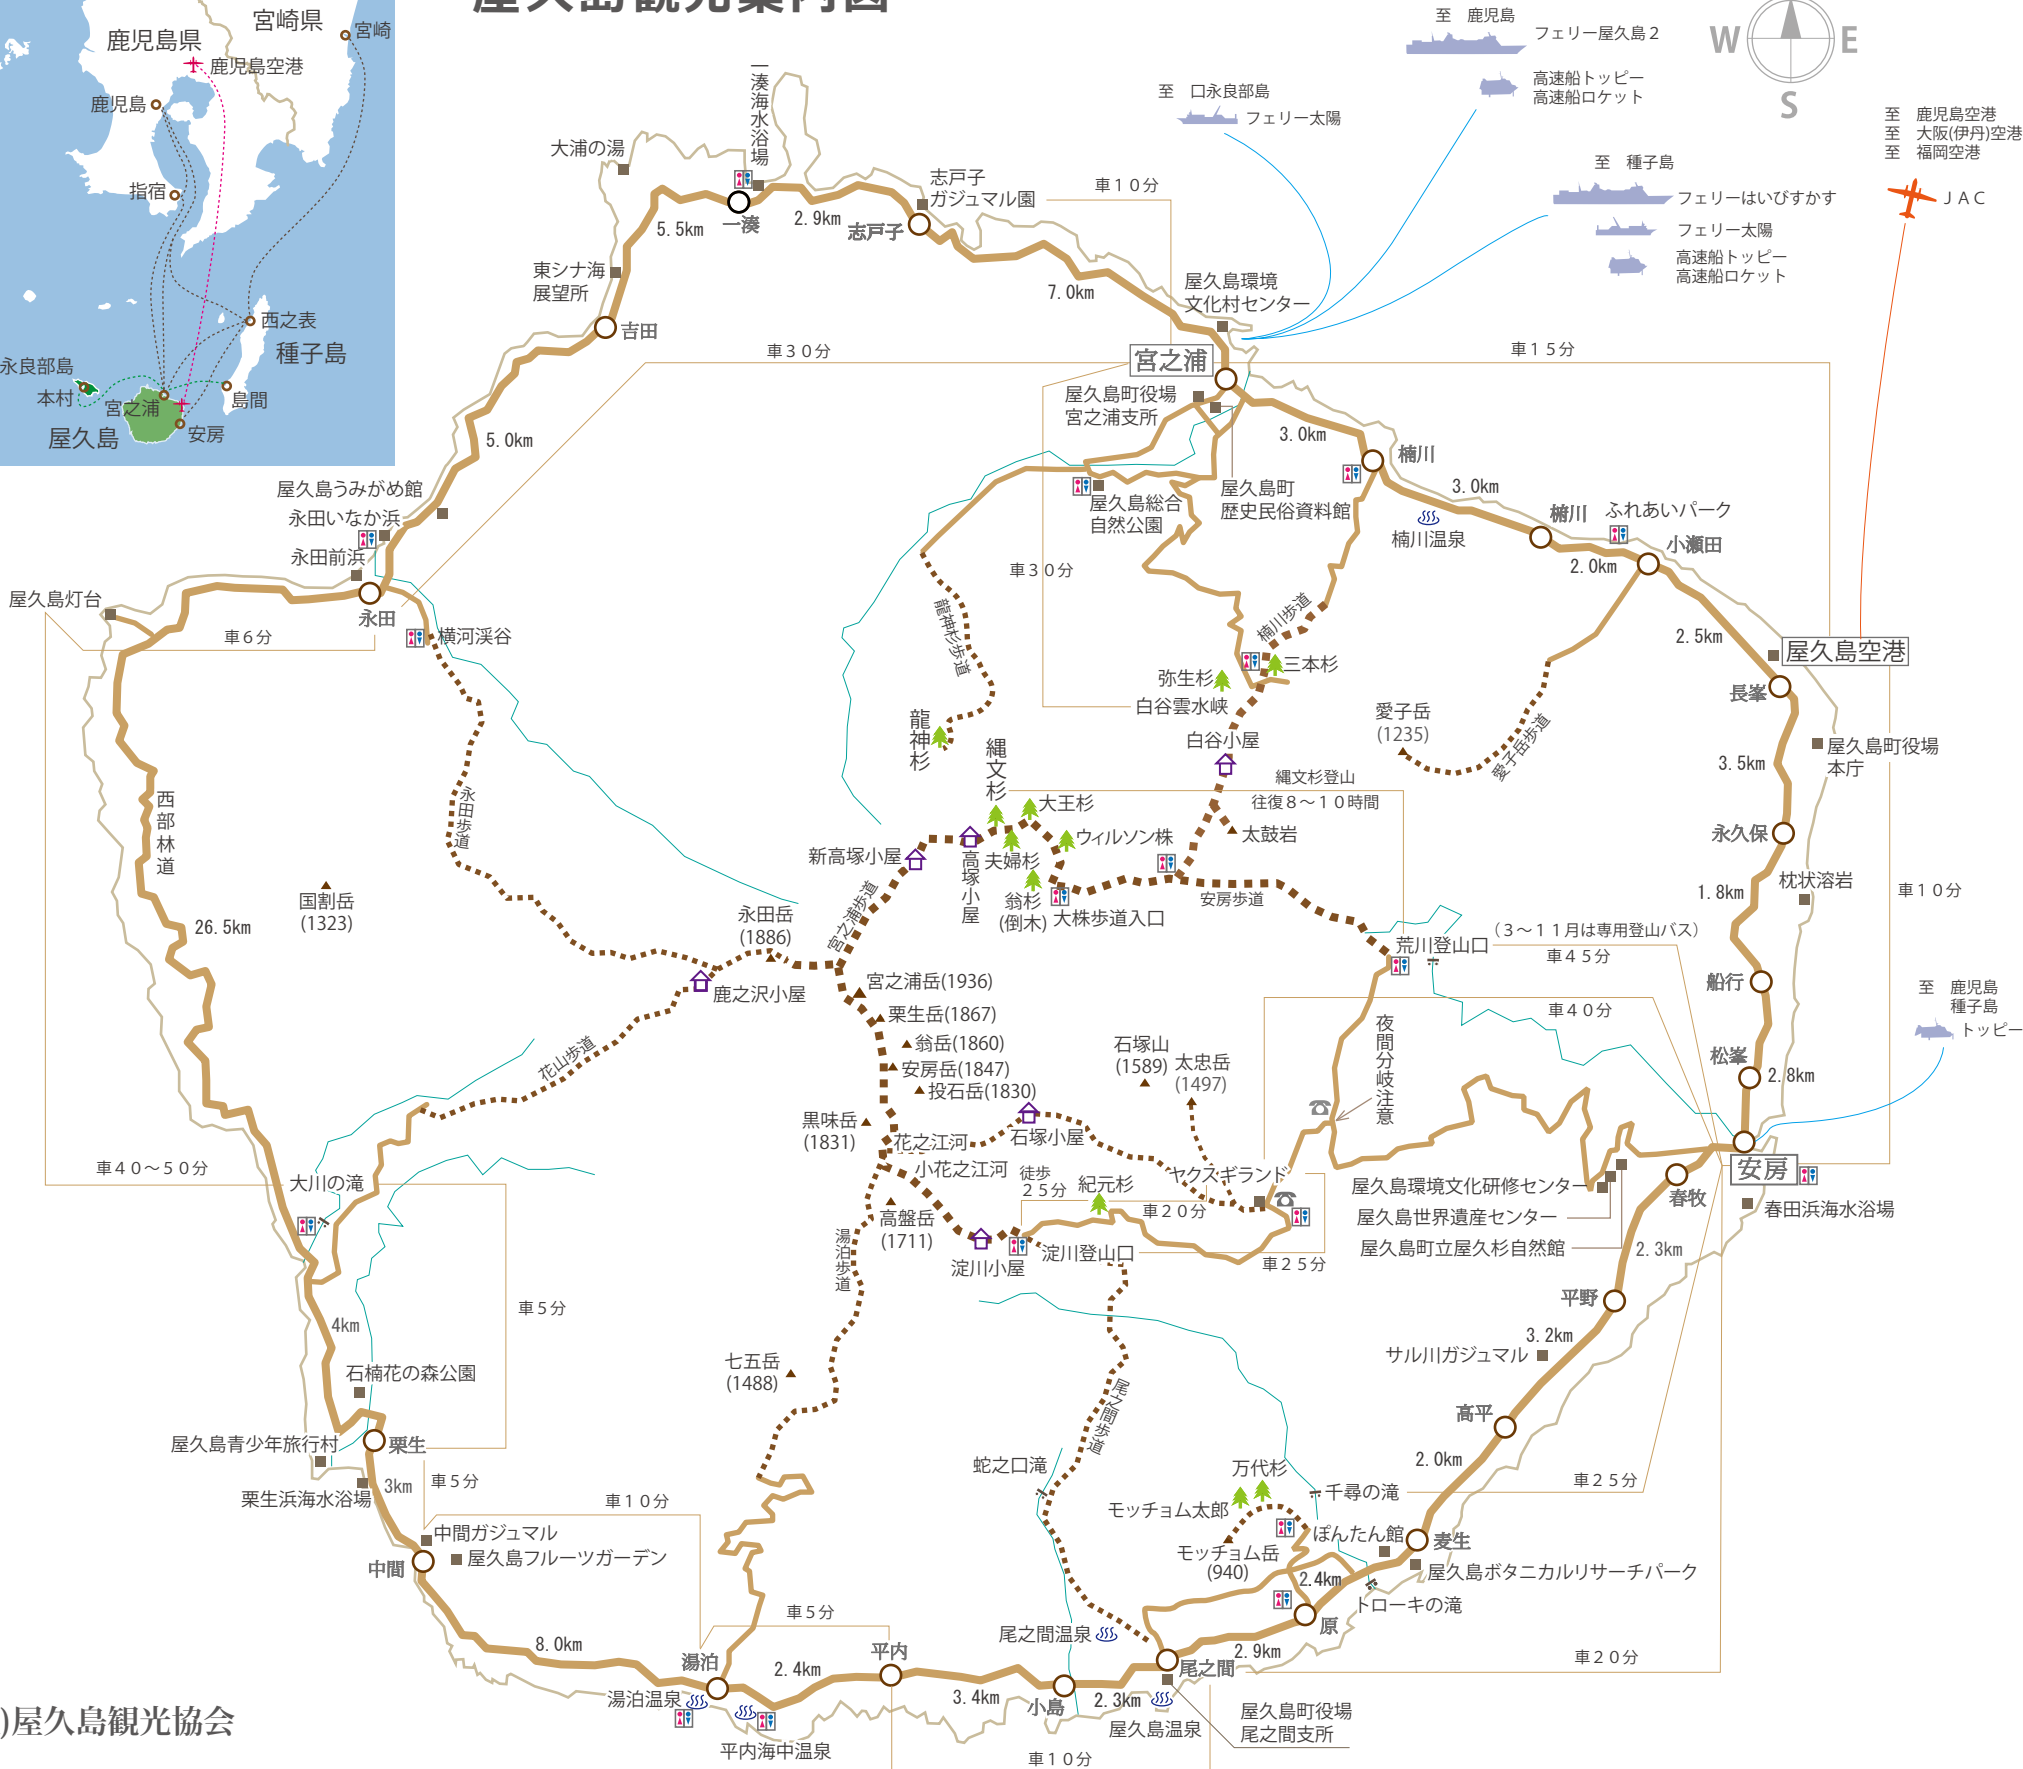 屋久島観光案内図
宮崎県
宮崎
鹿児島県
鹿児島空港
鹿児島
指宿
西之表
種子島
永良部島
本村
宮之浦
島間
屋久島
安房
至 鹿児島
フェリー屋久島2
高速船トッピー
高速船ロケット
W
E
S
至 口永良部島
フェリー太陽
至 種子島
フェリーはいびすかす
フェリー太陽
高速船トッピー
高速船ロケット
至 鹿児島空港
至 大阪(伊丹)空港
至 福岡空港
JAC
一湊海水浴場
大浦の湯
志戸子
ガジュマル園
車10分
5.5km
一湊
2.9km
志戸子
東シナ海
展望所
吉田
7.0km
屋久島環境
文化村センター
車30分
宮之浦
車15分
屋久島町役場
宮之浦支所
3.0km
楠川
5.0km
屋久島うみがめ館
永田いなか浜
永田前浜
屋久島総合
自然公園
屋久島町
歴史民俗資料館
3.0km
楠川温泉
椨川
ふれあいパーク
小瀬田
2.0km
車30分
屋久島灯台
永田
車6分
横河渓谷
龍神杉歩道
楠川歩道
2.5km
屋久島空港
三本杉
弥生杉
白谷雲水峡
長峯
龍神杉
縄文杉
白谷小屋
愛子岳
(1235)
愛子岳歩道
屋久島町役場
本庁
3.5km
西部林道
永田歩道
縄文杉登山
往復8～10時間
大王杉
ウィルソン株
太鼓岩
永久保
新高塚小屋
高塚小屋
夫婦杉
翁杉
(倒木)
大株歩道入口
安房歩道
枕状溶岩
1.8km
車10分
国割岳
(1323)
26.5km
永田岳
(1886)
宮之浦歩道
荒川登山口
(3～11月は専用登山バス)
車45分
船行
鹿之沢小屋
宮之浦岳(1936)
栗生岳(1867)
翁岳(1860)
安房岳(1847)
投石岳(1830)
車40分
至 鹿児島
種子島
トッピー
夜間分岐注意
石塚山
(1589)
太忠岳
(1497)
松峯
2.8km
花山歩道
黒味岳
(1831)
花之江河
石塚小屋
小花之江河
車40～50分
大川の滝
徒歩
25分
紀元杉
ヤクスギランド
車20分
屋久島環境文化研修センター
屋久島世界遺産センター
屋久島町立屋久杉自然館
安房
春牧
春田浜海水浴場
高盤岳
(1711)
湯泊歩道
淀川小屋
淀川登山口
車25分
2.3km
平野
3.2km
サル川ガジュマル
4km
車5分
石楠花の森公園
七五岳
(1488)
尾之間歩道
高平
2.0km
屋久島青少年旅行村
栗生
栗生浜海水浴場
3km
車5分
車10分
蛇之口滝
万代杉
モッチョム太郎
千尋の滝
車25分
中間ガジュマル
屋久島フルーツガーデン
中間
モッチョム岳
(940)
ぽんたん館
麦生
2.4km
屋久島ボタニカルリサーチパーク
トローキの滝
8.0km
車5分
尾之間温泉
原
2.9km
車20分
湯泊
2.4km
平内
3.4km
小島
2.3km
尾之間
湯泊温泉
平内海中温泉
屋久島温泉
屋久島町役場
尾之間支所
車10分
)屋久島観光協会